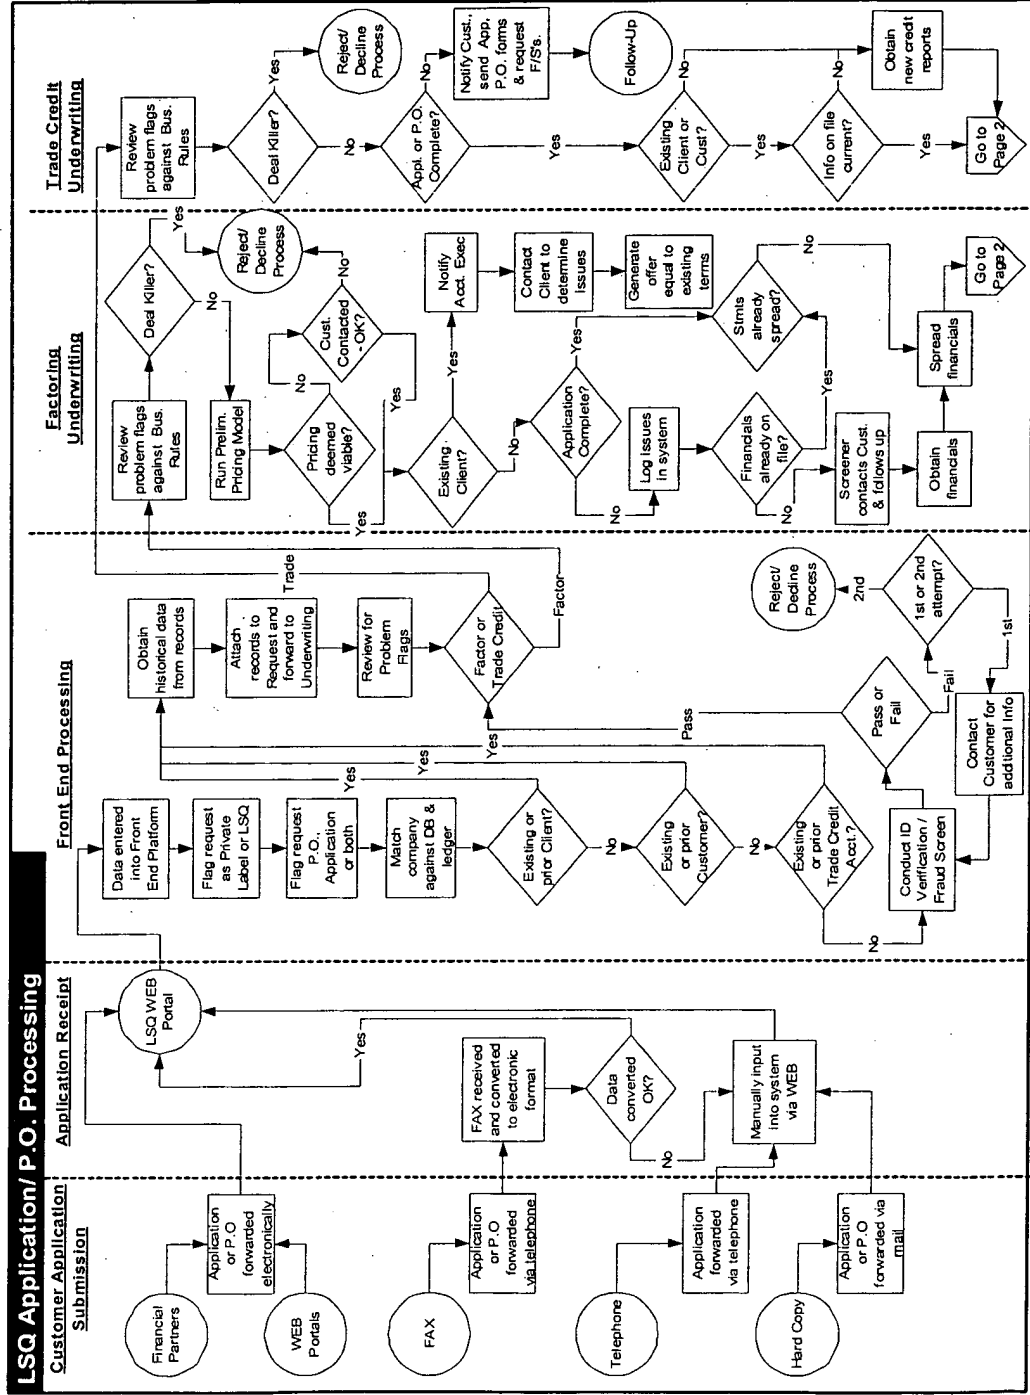 LSQ Application/ P.O. Processing
Customer Application
Submission
Financial
Partners
WEB
Portals
FAX
Telephone
Hard Copy
Application
or P.O
forwarded
electronically
Application
or P.O
forwarded
via telephone
Application
forwarded
via telephone
Application
or P.O
forwarded via
mail
Application Receipt
LSQ WEB
Portal
FAX received
and converted
to electronic
format
Data
converted
OK?
Yes
No
Manually input
into system
via WEB
Front End Processing
Data entered
into Front
End Platform
Flag request
as Private
Label or LSQ
Flag request
P.O.,
Application
or both
Match
company
against DB &
ledger
Existing or
prior Client?
Yes
No
Existing
or prior
Customer?
Yes
No
Existing
or prior
Trade Credit
Acct.?
Yes
No
Conduct ID
Verification /
Fraud Screen
Pass or
Fail
Pass
Fail
1st or 2nd
attempt?
1st
2nd
Contact
Customer for
additional Info
Reject/
Decline
Process
Obtain
historical data
from records
Attach
records to
Request and
forward to
Underwriting
Review for
Problem
Flags
Factor or
Trade Credit
Trade
Factor
Factoring
Underwriting
Review
problem flags
against Bus.
Rules
Deal Killer?
Yes
No
Reject/
Decline
Process
Run Prelim.
Pricing Model
Pricing
deemed
viable?
No
Yes
Cust.
Contacted
- OK?
No
Yes
Existing
Client?
Yes
No
Notify
Acct. Exec
Contact
Client to
determine
Issues
Generate
offer
equal to
existing
terms
Application
Complete?
Yes
No
Log Issues
in system
Financials
already on
file?
Yes
No
Stmts
already
spread?
No
Screener
contacts Cust.
& follows up
Obtain
financials
Spread
financials
Go to
Page 2
Trade Credit
Underwriting
Review
problem flags
against Bus.
Rules
Deal Killer?
Yes
No
Reject/
Decline
Process
Appl. or P.O.
Complete?
No
Yes
Notify Cust.,
send App,
P.O. forms
& request
F/S's.
Follow-Up
Existing
Client or
Cust?
No
Yes
Info on file
current?
No
Yes
Obtain
new credit
reports
Go to
Page 2